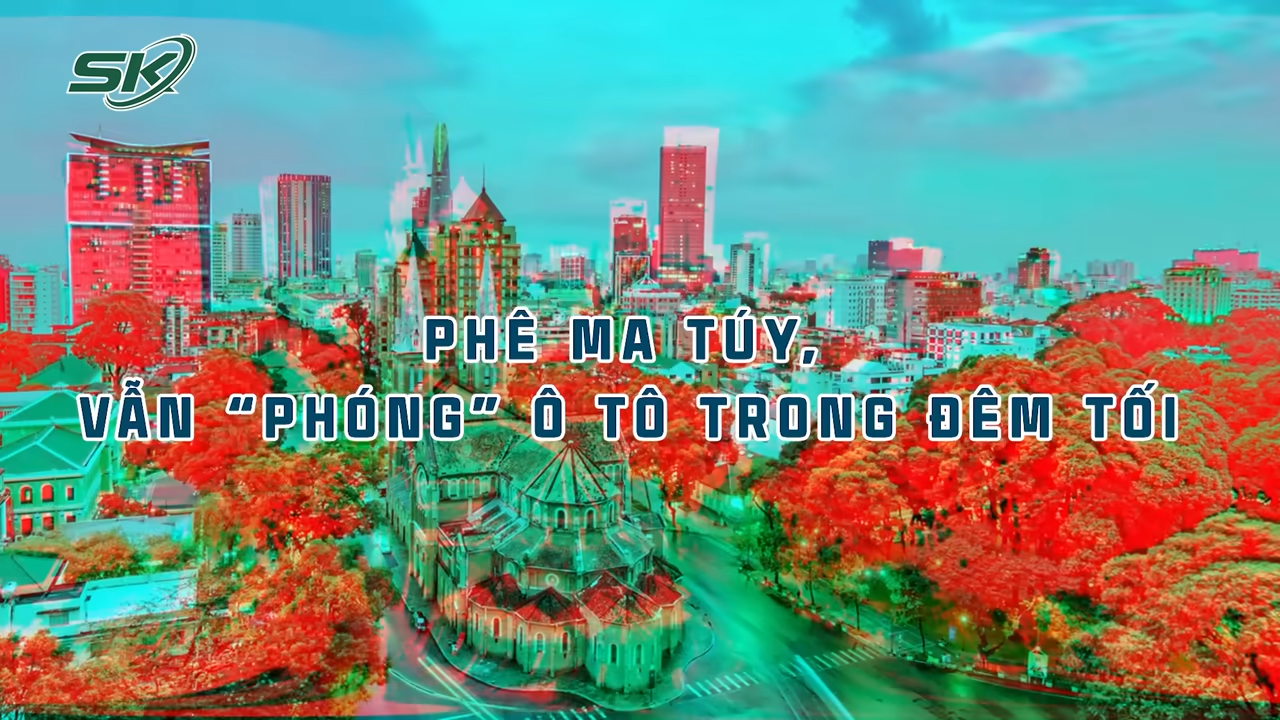 SK
PHÊ MA TÚY,
VẪN “PHÓNG” Ô TÔ TRONG ĐÊM TỐI